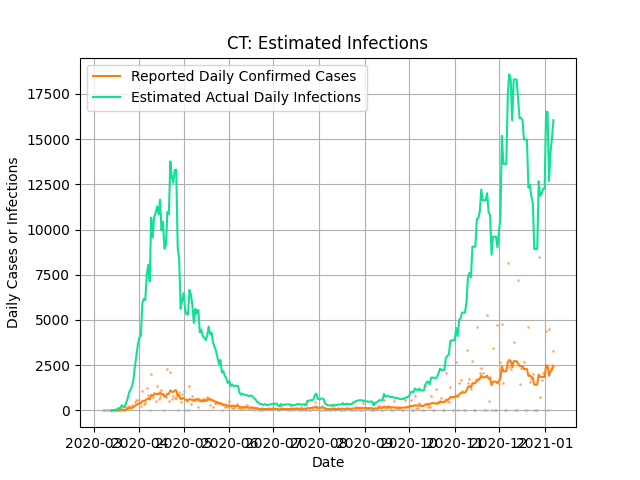 CT: Estimated Infections
Reported Daily Confirmed Cases
Estimated Actual Daily Infections
Daily Cases or Infections
17500
15000
12500
10000
7500
5000
2500
0
2020-03 2020-04 2020-05 2020-06 2020-07 2020-08 2020-09 2020-10 2020-11 2020-12 2021-01
Date